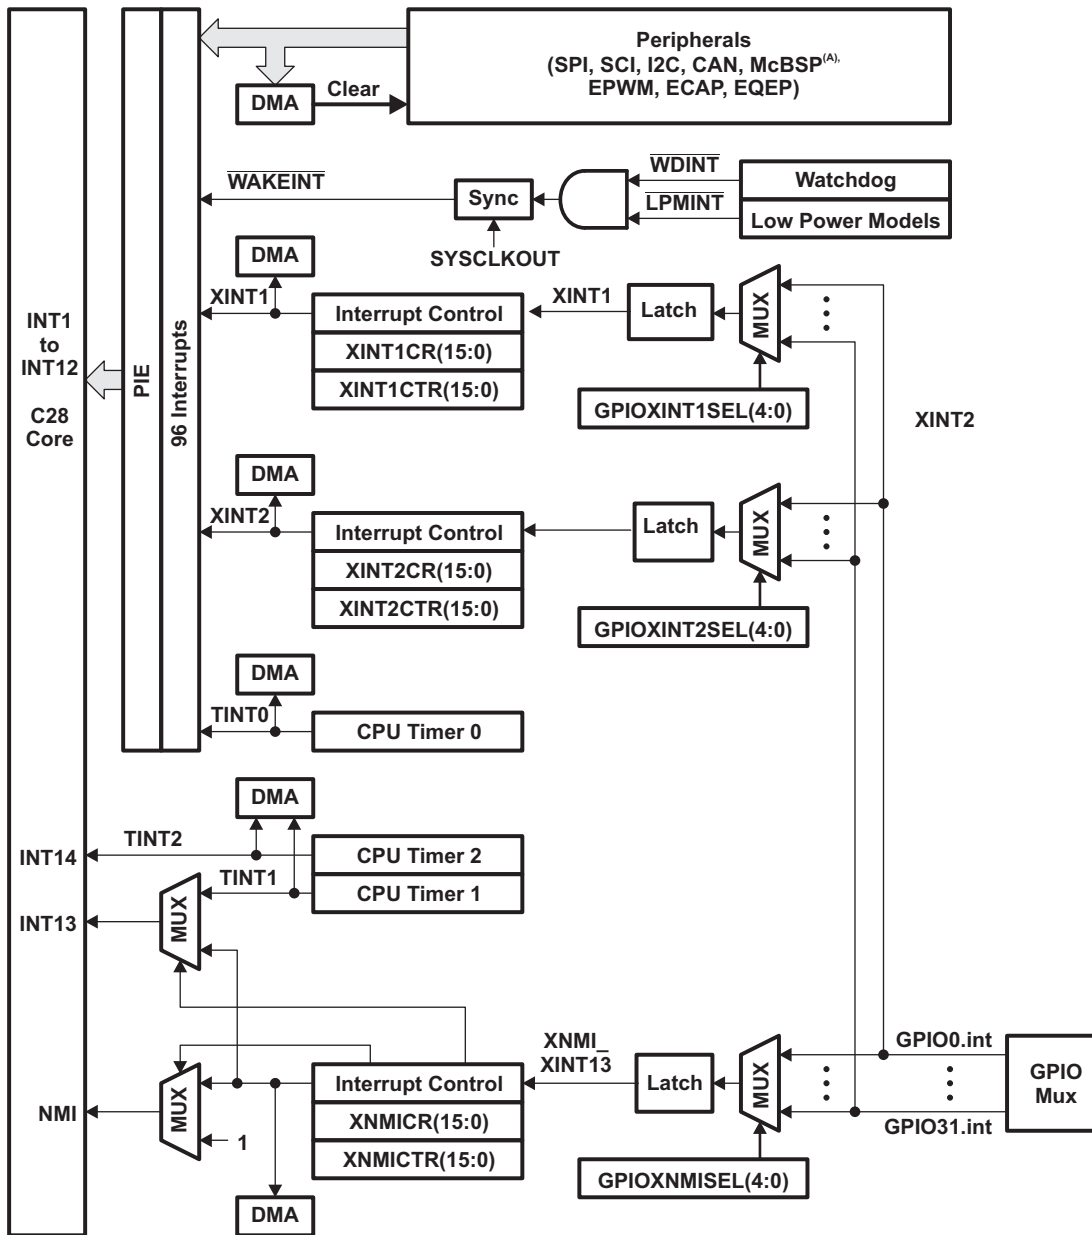 Peripherals
(SPI, SCI, I2C, CAN, McBSP(A),
EPWM, ECAP, EQEP)
DMA
Clear
WDINT
Watchdog
WAKEINT
Sync
LPMINT
Low Power Models
SYSCLKOUT
DMA
XINT1
Interrupt Control
XINT1
Latch
MUX
XINT1CR(15:0)
XINT1CTR(15:0)
GPIOXINT1SEL(4:0)
INT1
to
INT12
C28
Core
PIE
96 Interrupts
XINT2
DMA
XINT2
Interrupt Control
Latch
MUX
XINT2CR(15:0)
XINT2CTR(15:0)
GPIOXINT2SEL(4:0)
DMA
TINT0
CPU Timer 0
DMA
INT14
TINT2
CPU Timer 2
TINT1
CPU Timer 1
INT13
MUX
XNMI_
XINT13
GPIO0.int
MUX
Interrupt Control
Latch
MUX
GPIO
Mux
NMI
XNMICR(15:0)
GPIO31.int
1
XNMICTR(15:0)
GPIOXNMISEL(4:0)
DMA